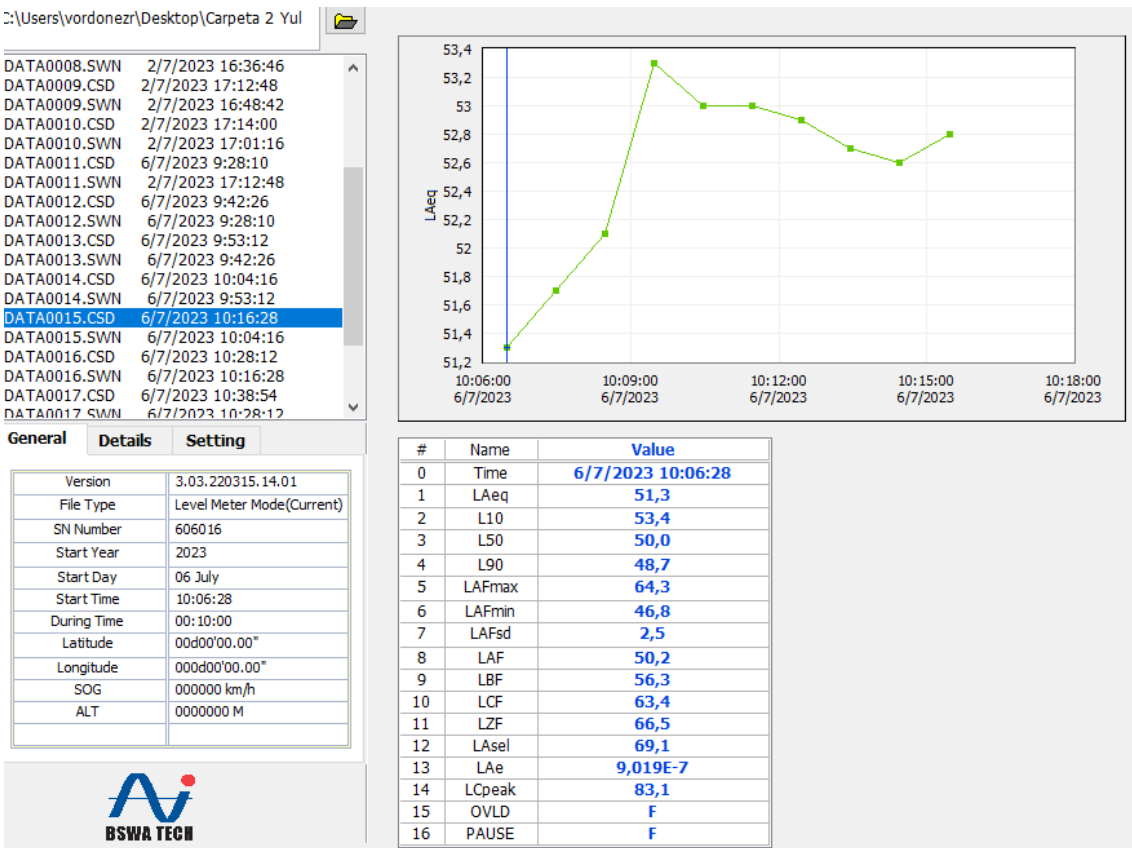 C:\Users\vordonezr\Desktop\Carpeta 2 Yul
DATA0008.SWN 2/7/2023 16:36:46
DATA0009.CSD 2/7/2023 17:12:48
DATA0009.SWN 2/7/2023 16:48:42
DATA0010.CSD 2/7/2023 17:14:00
DATA0010.SWN 2/7/2023 17:01:16
DATA0011.CSD 6/7/2023 9:28:10
DATA0011.SWN 2/7/2023 17:12:48
DATA0012.CSD 6/7/2023 9:42:26
DATA0012.SWN 6/7/2023 9:28:10
DATA0013.CSD 6/7/2023 9:53:12
DATA0013.SWN 6/7/2023 9:42:26
DATA0014.CSD 6/7/2023 10:04:16
DATA0014.SWN 6/7/2023 9:53:12
DATA0015.CSD 6/7/2023 10:16:28
DATA0015.SWN 6/7/2023 10:04:16
DATA0016.CSD 6/7/2023 10:28:12
DATA0016.SWN 6/7/2023 10:16:28
DATA0017.CSD 6/7/2023 10:38:54
DATA0017.SWN 6/7/2023 10:28:12
General Details Setting
Version 3.03.220315.14.01
File Type Level Meter Mode(Current)
SN Number 606016
Start Year 2023
Start Day 06 July
Start Time 10:06:28
During Time 00:10:00
Latitude 00d00'00.00"
Longitude 000d00'00.00"
SOG 000000 km/h
ALT 0000000 M
BSWA TECH
53,4
53,2
53
52,8
52,6
52,4
52,2
52
51,8
51,6
51,4
51,2
LAeq
10:06:00 10:09:00 10:12:00 10:15:00 10:18:00
6/7/2023 6/7/2023 6/7/2023 6/7/2023 6/7/2023
# Name Value
0 Time 6/7/2023 10:06:28
1 LAeq 51,3
2 L10 53,4
3 L50 50,0
4 L90 48,7
5 LAFmax 64,3
6 LAFmin 46,8
7 LAFsd 2,5
8 LAF 50,2
9 LBF 56,3
10 LCF 63,4
11 LZF 66,5
12 LAsel 69,1
13 LAe 9,019E-7
14 LCpeak 83,1
15 OVLD F
16 PAUSE F